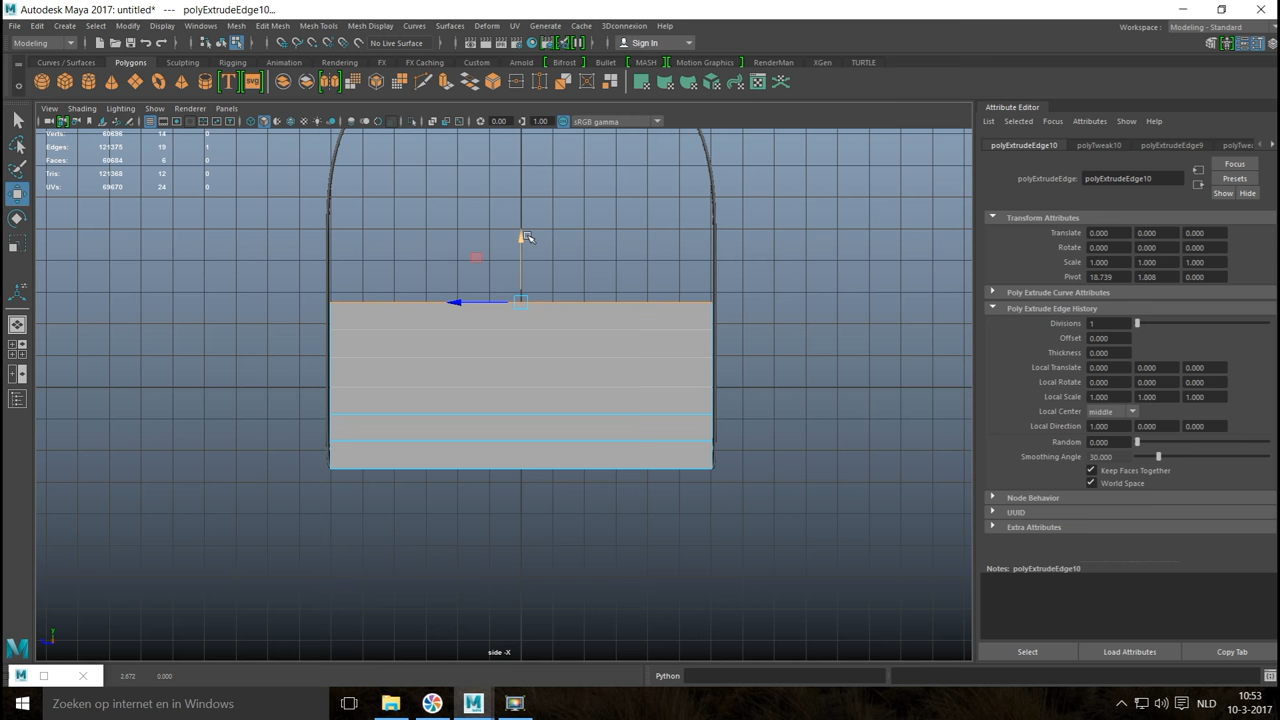 Autodesk Maya 2017: untitled* --- polyExtrudeEdge10...
File Edit Create Select Modify Display Windows Mesh Edit Mesh Mesh Tools Mesh Display Curves Surfaces Deform UV Generate Cache 3Dconnexion Help
Workspace : Modeling - Standard
Modeling No Live Surface Sign In
Curves / Surfaces Polygons Sculpting Rigging Animation Rendering FX FX Caching Custom Arnold Bifrost Bullet MASH Motion Graphics RenderMan XGen TURTLE
SVG
Attribute Editor
View Shading Lighting Show Renderer Panels
List Selected Focus Attributes Show Help
0.00 1.00 sRGB gamma
Verts: 60696 14 0
Edges: 121375 19 1
Faces: 60684 6 0
Tris: 121368 12 0
UVs: 69670 24 0
polyExtrudeEdge10 polyTweak10 polyExtrudeEdge9 polyTwea
Focus
polyExtrudeEdge: polyExtrudeEdge10 Presets
Show Hide
Transform Attributes
Translate 0.000 0.000 0.000
Rotate 0.000 0.000 0.000
Scale 1.000 1.000 1.000
Pivot 18.739 1.808 0.000
Poly Extrude Curve Attributes
Poly Extrude Edge History
Divisions 1
Offset 0.000
Thickness 0.000
Local Translate 0.000 0.000 0.000
Local Rotate 0.000 0.000 0.000
Local Scale 1.000 1.000 1.000
Local Center middle
Local Direction 1.000 0.000 0.000
Random 0.000
Smoothing Angle 30.000
Keep Faces Together
World Space
Node Behavior
UUID
Extra Attributes
Notes: polyExtrudeEdge10
y
side -X
Select Load Attributes Copy Tab
2.672 0.000 Python
Zoeken op internet en in Windows
NLD
10:53
10-3-2017